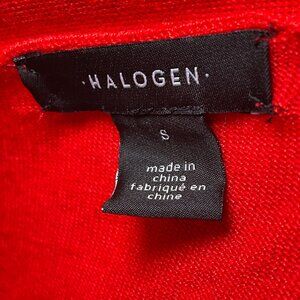 ·HALOGEN·
S
made in
china
fabriqué en
chine